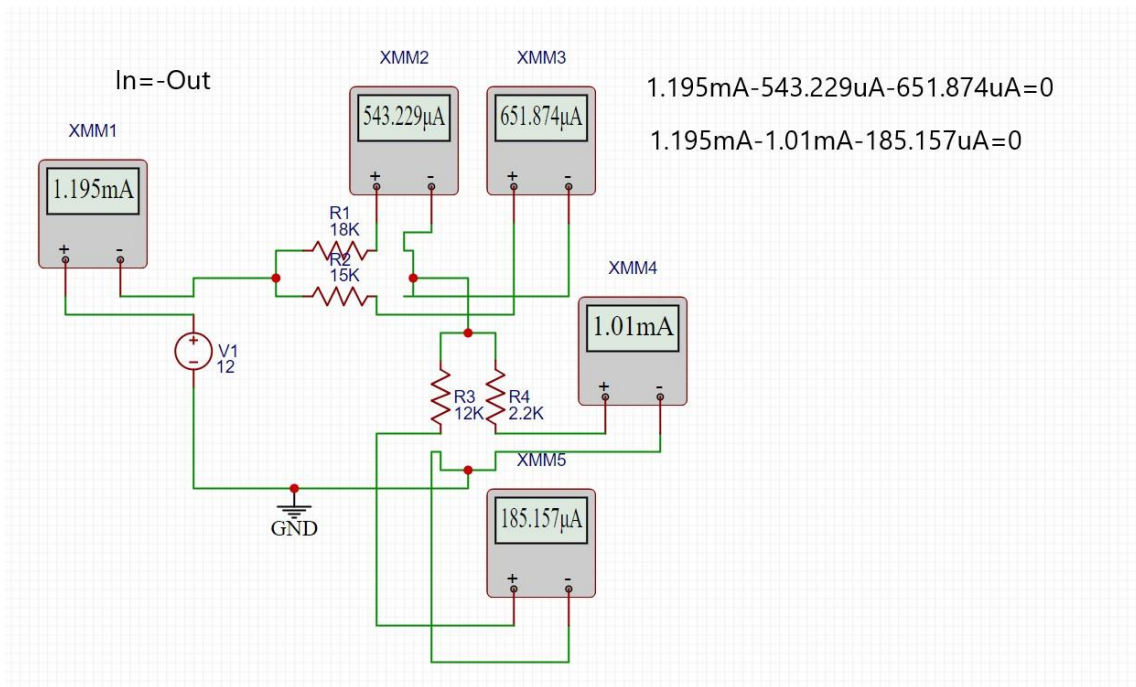 In=-Out
XMM1
1.195mA
+ -
XMM2
543.229µA
+ -
XMM3
651.874µA
+ -
1.195mA-543.229uA-651.874uA=0
1.195mA-1.01mA-185.157uA=0
R1
18K
R2
15K
XMM4
1.01mA
+ -
+
-
V1
12
R3
12K
R4
2.2K
XMM5
185.157µA
+ -
GND